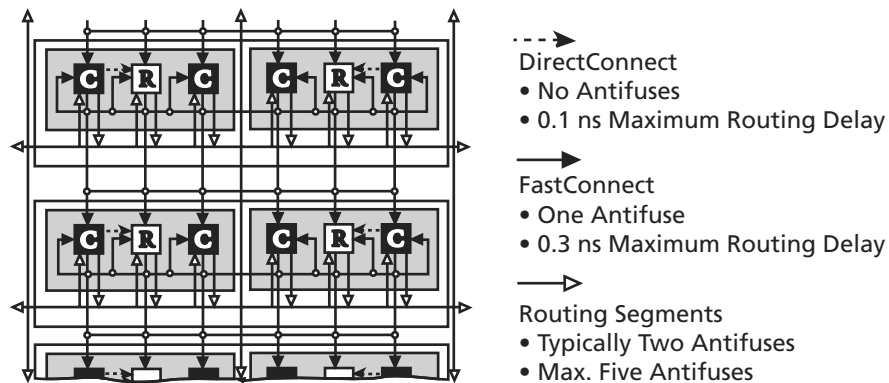 C R C C R C
DirectConnect
• No Antifuses
• 0.1 ns Maximum Routing Delay
FastConnect
• One Antifuse
• 0.3 ns Maximum Routing Delay
C R C C R C
Routing Segments
• Typically Two Antifuses
• Max. Five Antifuses